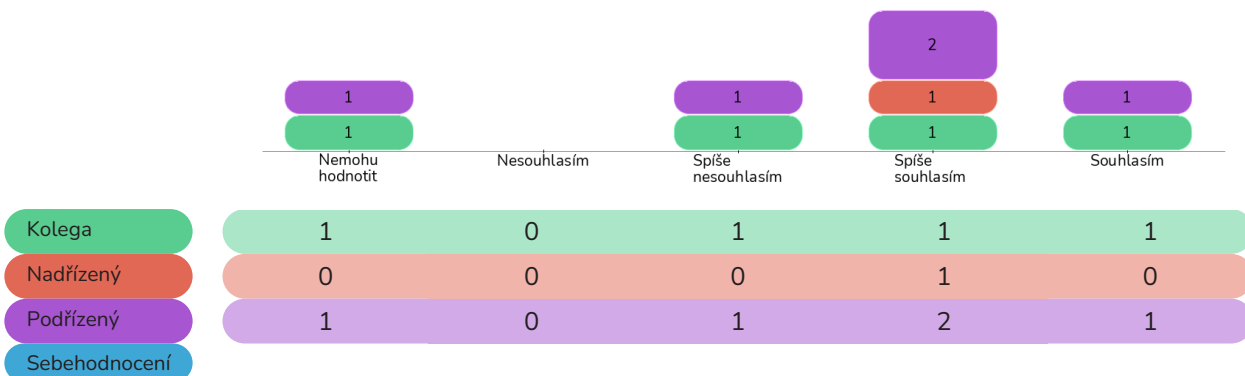 2
1 1 1 1
1 1 1 1
Nemohu hodnotit
Nesouhlasím
Spíše nesouhlasím
Spíše souhlasím
Souhlasím
Kolega 1 0 1 1 1
Nadřízený 0 0 0 1 0
Podřízený 1 0 1 2 1
Sebehodnocení